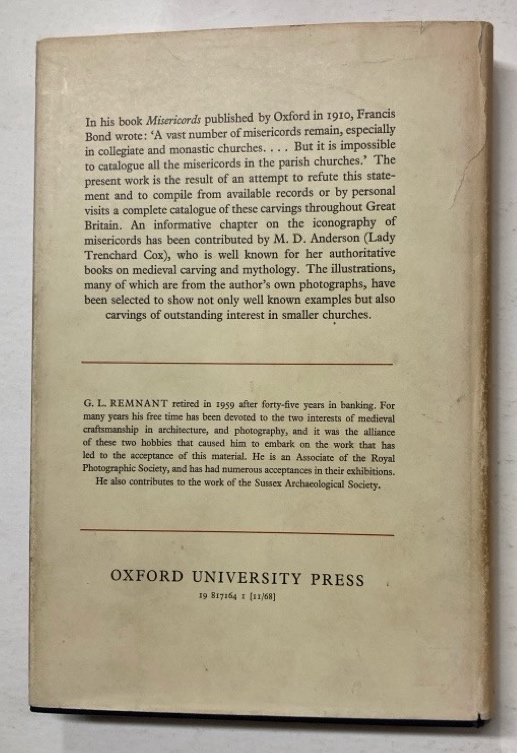 In his book Misericords published by Oxford in 1910, Francis
Bond wrote: ‘A vast number of misericords remain, especially
in collegiate and monastic churches. . . . But it is impossible
to catalogue all the misericords in the parish churches.’ The
present work is the result of an attempt to refute this state-
ment and to compile from available records or by personal
visits a complete catalogue of these carvings throughout Great
Britain. An informative chapter on the iconography of
misericords has been contributed by M. D. Anderson (Lady
Trenchard Cox), who is well known for her authoritative
books on medieval carving and mythology. The illustrations,
many of which are from the author’s own photographs, have
been selected to show not only well known examples but also
carvings of outstanding interest in smaller churches.
G. L. REMNANT retired in 1959 after forty-five years in banking. For
many years his free time has been devoted to the two interests of medieval
craftsmanship in architecture, and photography, and it was the alliance
of these two hobbies that caused him to embark on the work that has
led to the acceptance of this material. He is an Associate of the Royal
Photographic Society, and has had numerous acceptances in their exhibitions.
He also contributes to the work of the Sussex Archaeological Society.
OXFORD UNIVERSITY PRESS
19 817164 1 [11/68]